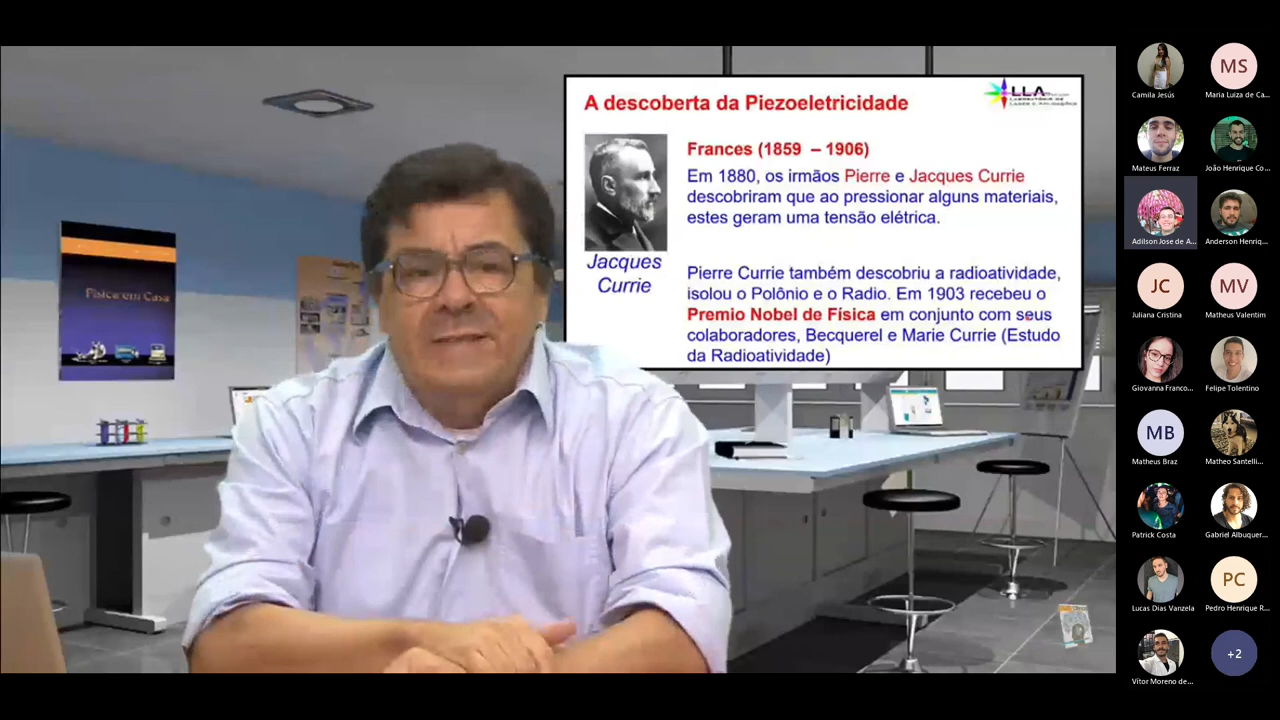 A descoberta da Piezoeletricidade
LLA
Frances (1859 – 1906)
Em 1880, os irmãos Pierre e Jacques Currie
descobriram que ao pressionar alguns materiais,
estes geram uma tensão elétrica.
Jacques
Currie
Pierre Currie também descobriu a radioatividade,
isolou o Polônio e o Radio. Em 1903 recebeu o
Premio Nobel de Física em conjunto com seus
colaboradores, Becquerel e Marie Currie (Estudo
da Radioatividade)
Física em Casa
Camila Jesús
MS
Maria Luiza de Ca...
Mateus Ferraz
João Henrique Co...
Adilson Jose de A...
Anderson Henriq...
JC
Juliana Cristina
MV
Matheus Valentim
Giovanna Franco...
Felipe Tolentino
MB
Matheus Braz
Matheo Santelli...
Patrick Costa
Gabriel Albuquer...
Lucas Dias Vanzela
PC
Pedro Henrique R...
Vítor Moreno de...
+2